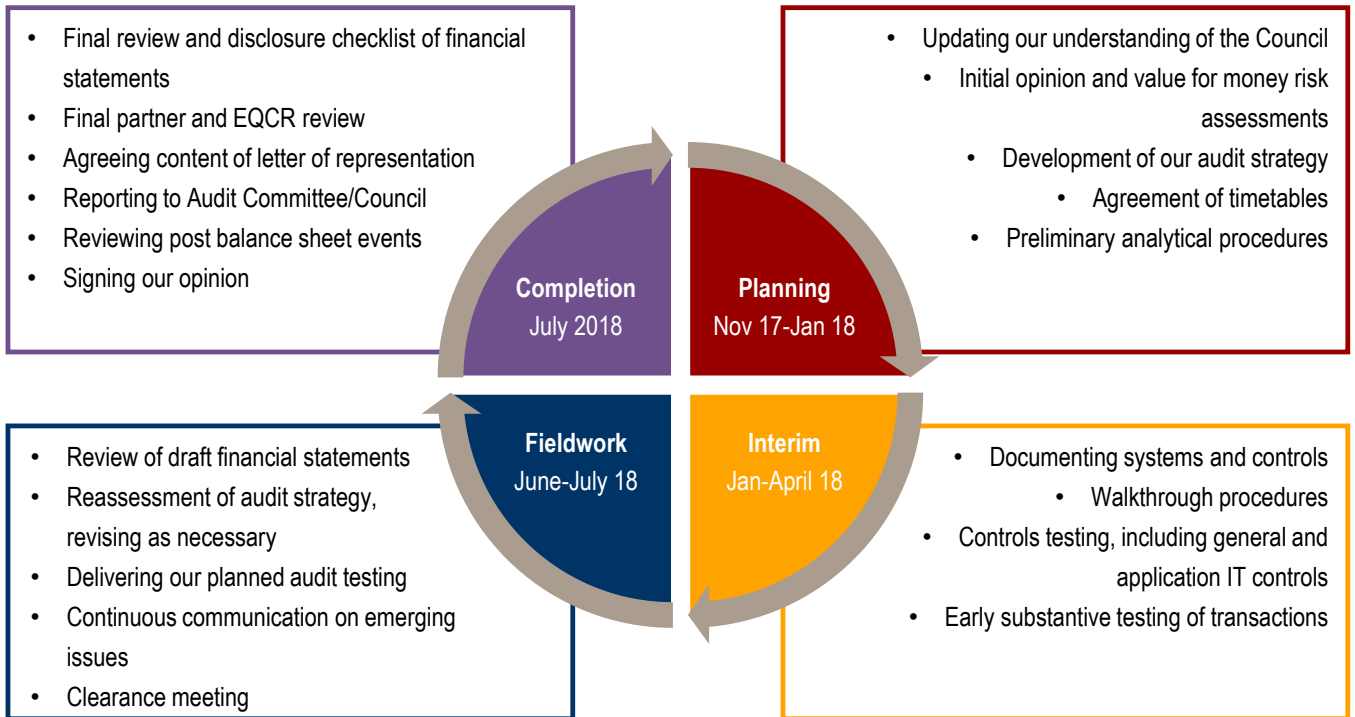 • Final review and disclosure checklist of financial
statements
• Final partner and EQCR review
• Agreeing content of letter of representation
• Reporting to Audit Committee/Council
• Reviewing post balance sheet events
• Signing our opinion
• Updating our understanding of the Council
• Initial opinion and value for money risk
assessments
• Development of our audit strategy
• Agreement of timetables
• Preliminary analytical procedures
Completion
July 2018
Planning
Nov 17-Jan 18
Fieldwork
June-July 18
Interim
Jan-April 18
• Review of draft financial statements
• Reassessment of audit strategy,
revising as necessary
• Delivering our planned audit testing
• Continuous communication on emerging
issues
• Clearance meeting
• Documenting systems and controls
• Walkthrough procedures
• Controls testing, including general and
application IT controls
• Early substantive testing of transactions